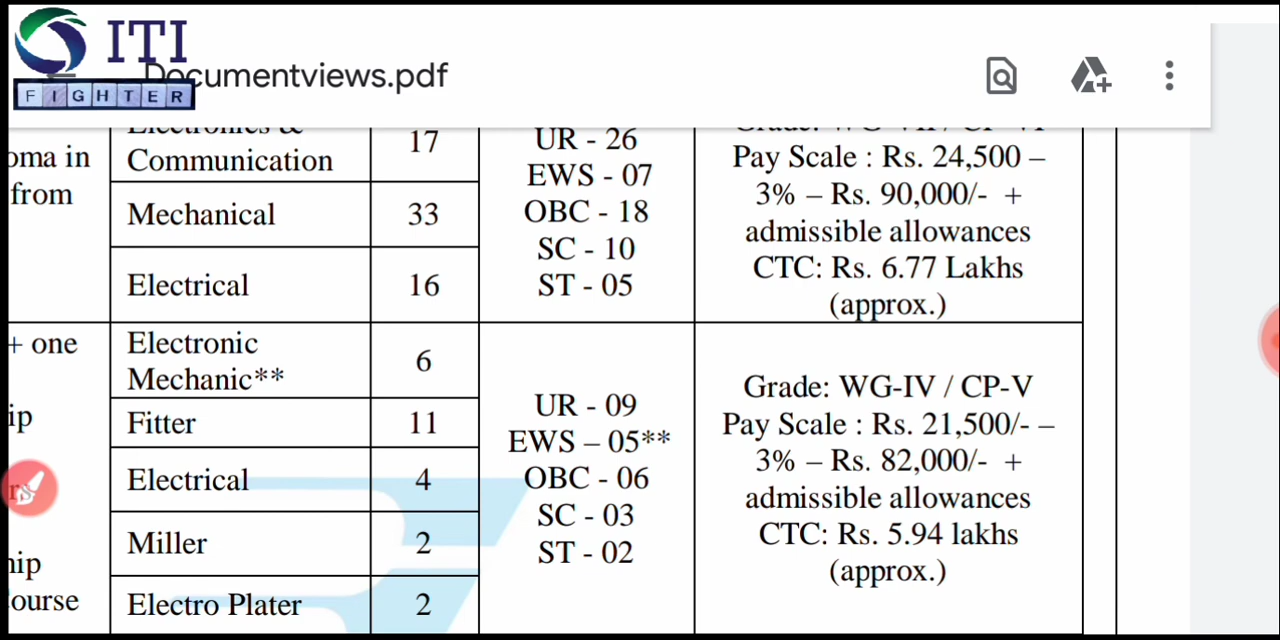 ITI
FIGHTER
Documentviews.pdf
oma in
from
Electronics &
Communication
17
Mechanical
33
Electrical
16
UR - 26
EWS - 07
OBC - 18
SC - 10
ST - 05
Pay Scale : Rs. 24,500 –
3% – Rs. 90,000/- +
admissible allowances
CTC: Rs. 6.77 Lakhs
(approx.)
+ one
ip
hip
ourse
Electronic
Mechanic**
6
Fitter
11
Electrical
4
Miller
2
Electro Plater
2
UR - 09
EWS – 05**
OBC - 06
SC - 03
ST - 02
Grade: WG-IV / CP-V
Pay Scale : Rs. 21,500/- –
3% – Rs. 82,000/- +
admissible allowances
CTC: Rs. 5.94 lakhs
(approx.)